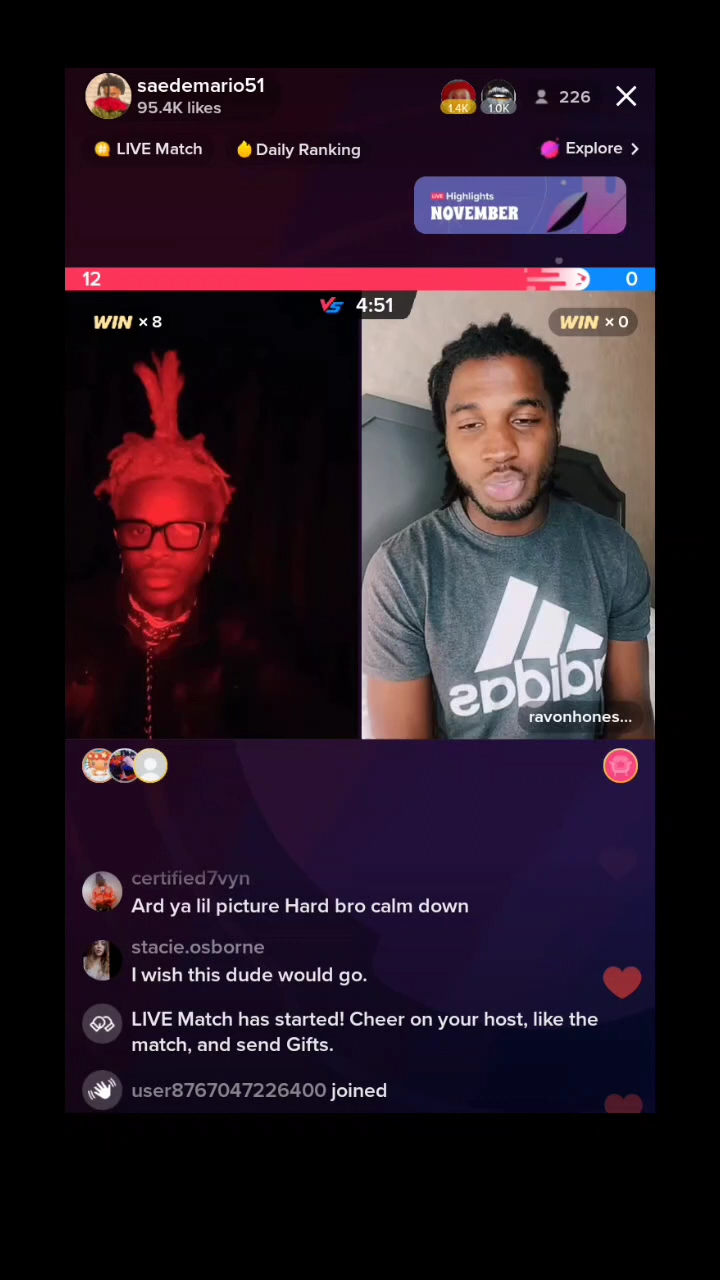 saedemario51
95.4K likes
1.4K
1.0K
226
LIVE Match
Daily Ranking
Explore
LIVE Highlights
NOVEMBER
12
0
VS 4:51
WIN × 8
WIN × 0
adidas
ravonhones...
certified7vyn
Ard ya lil picture Hard bro calm down
stacie.osborne
I wish this dude would go.
LIVE Match has started! Cheer on your host, like the
match, and send Gifts.
user8767047226400 joined